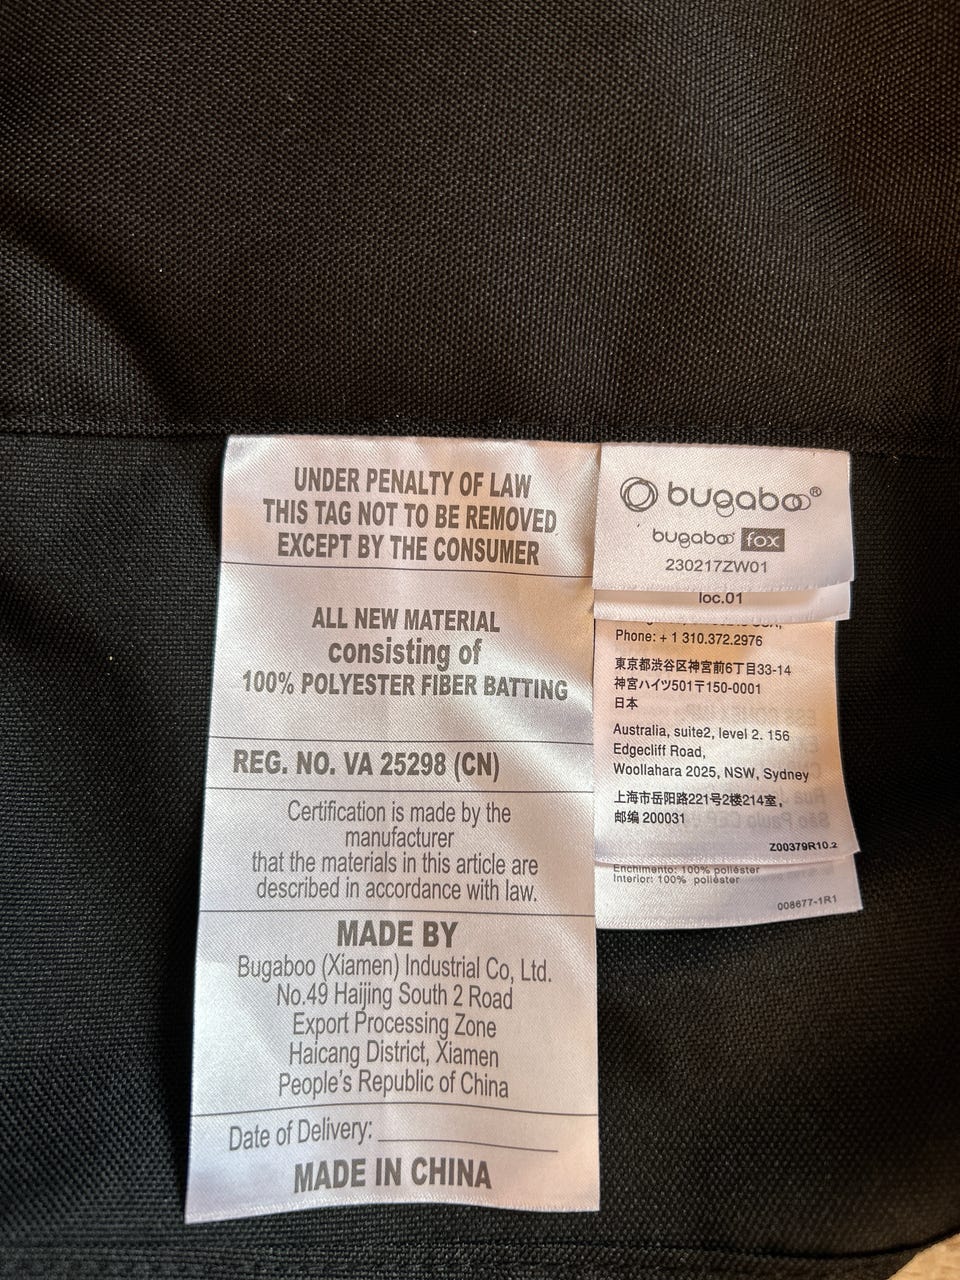 UNDER PENALTY OF LAW
THIS TAG NOT TO BE REMOVED
EXCEPT BY THE CONSUMER
ALL NEW MATERIAL
consisting of
100% POLYESTER FIBER BATTING
REG. NO. VA 25298 (CN)
Certification is made by the
manufacturer
that the materials in this article are
described in accordance with law.
MADE BY
Bugaboo (Xiamen) Industrial Co, Ltd.
No.49 Haijing South 2 Road
Export Processing Zone
Haicang District, Xiamen
People's Republic of China
Date of Delivery:
MADE IN CHINA
bugaboo®
bugaboo fox
230217ZW01
loc.01
Phone: + 1 310.372.2976
東京都渋谷区神宮前6丁目33-14
神宮ハイツ501〒150-0001
日本
Australia, suite2, level 2. 156
Edgecliff Road,
Woollahara 2025, NSW, Sydney
上海市岳阳路221号2楼214室,
邮编 200031
Z00379R10.2
Enchimento: 100% poliéster
Interior: 100% poliéster
008677-1R1